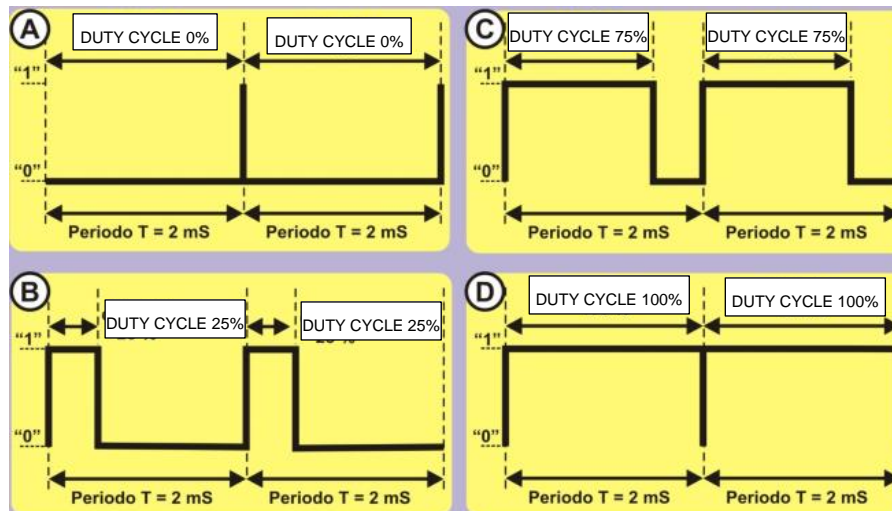 A
DUTY CYCLE 0% DUTY CYCLE 0%
“1”
“0”
Periodo T = 2 mS Periodo T = 2 mS
C
DUTY CYCLE 75% DUTY CYCLE 75%
“1”
“0”
Periodo T = 2 mS Periodo T = 2 mS
B
DUTY CYCLE 25% DUTY CYCLE 25%
“1”
“0”
Periodo T = 2 mS Periodo T = 2 mS
D
DUTY CYCLE 100% DUTY CYCLE 100%
“1”
“0”
Periodo T = 2 mS Periodo T = 2 mS